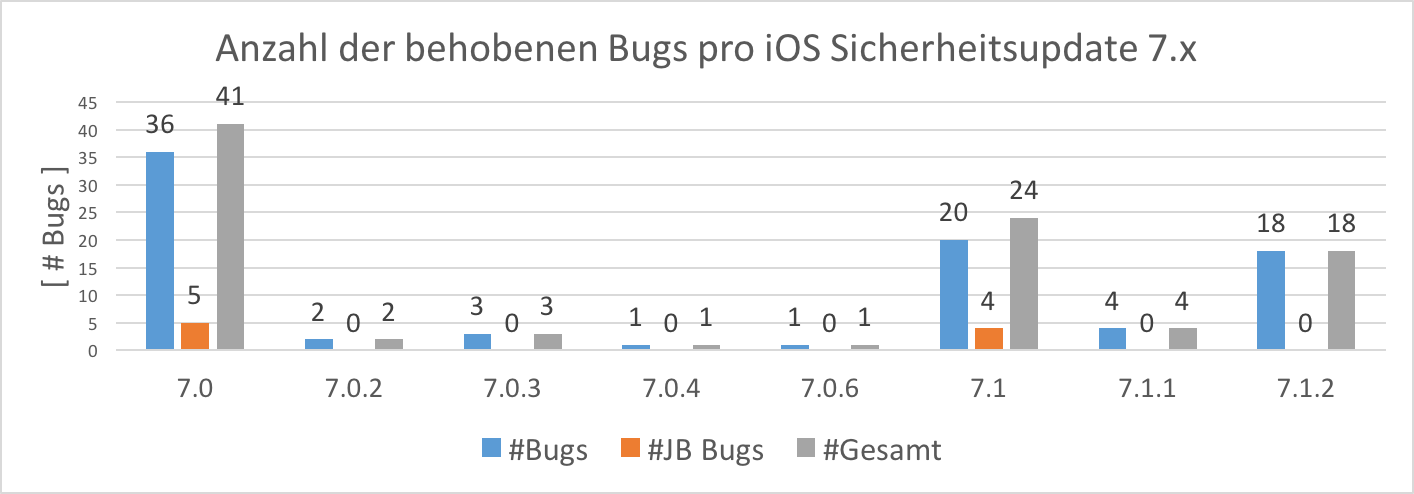 Anzahl der behobenen Bugs pro iOS Sicherheitsupdate 7.x
[ # Bugs ]
45
40
35
30
25
20
15
10
5
0
36 5 41
2 0 2
3 0 3
1 0 1
1 0 1
20 4 24
4 0 4
18 0 18
7.0 7.0.2 7.0.3 7.0.4 7.0.6 7.1 7.1.1 7.1.2
#Bugs #JB Bugs #Gesamt